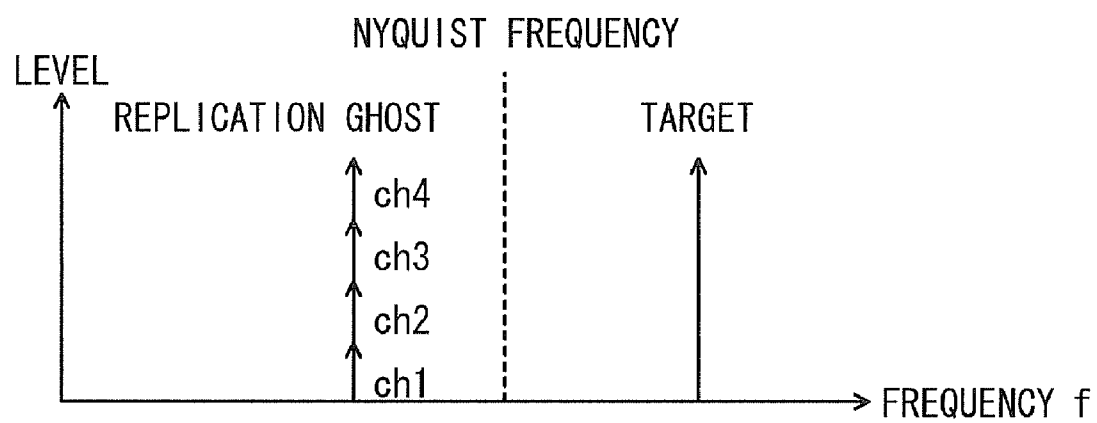 NYQUIST FREQUENCY
LEVEL
REPLICATION GHOST
TARGET
ch4
ch3
ch2
ch1
FREQUENCY f